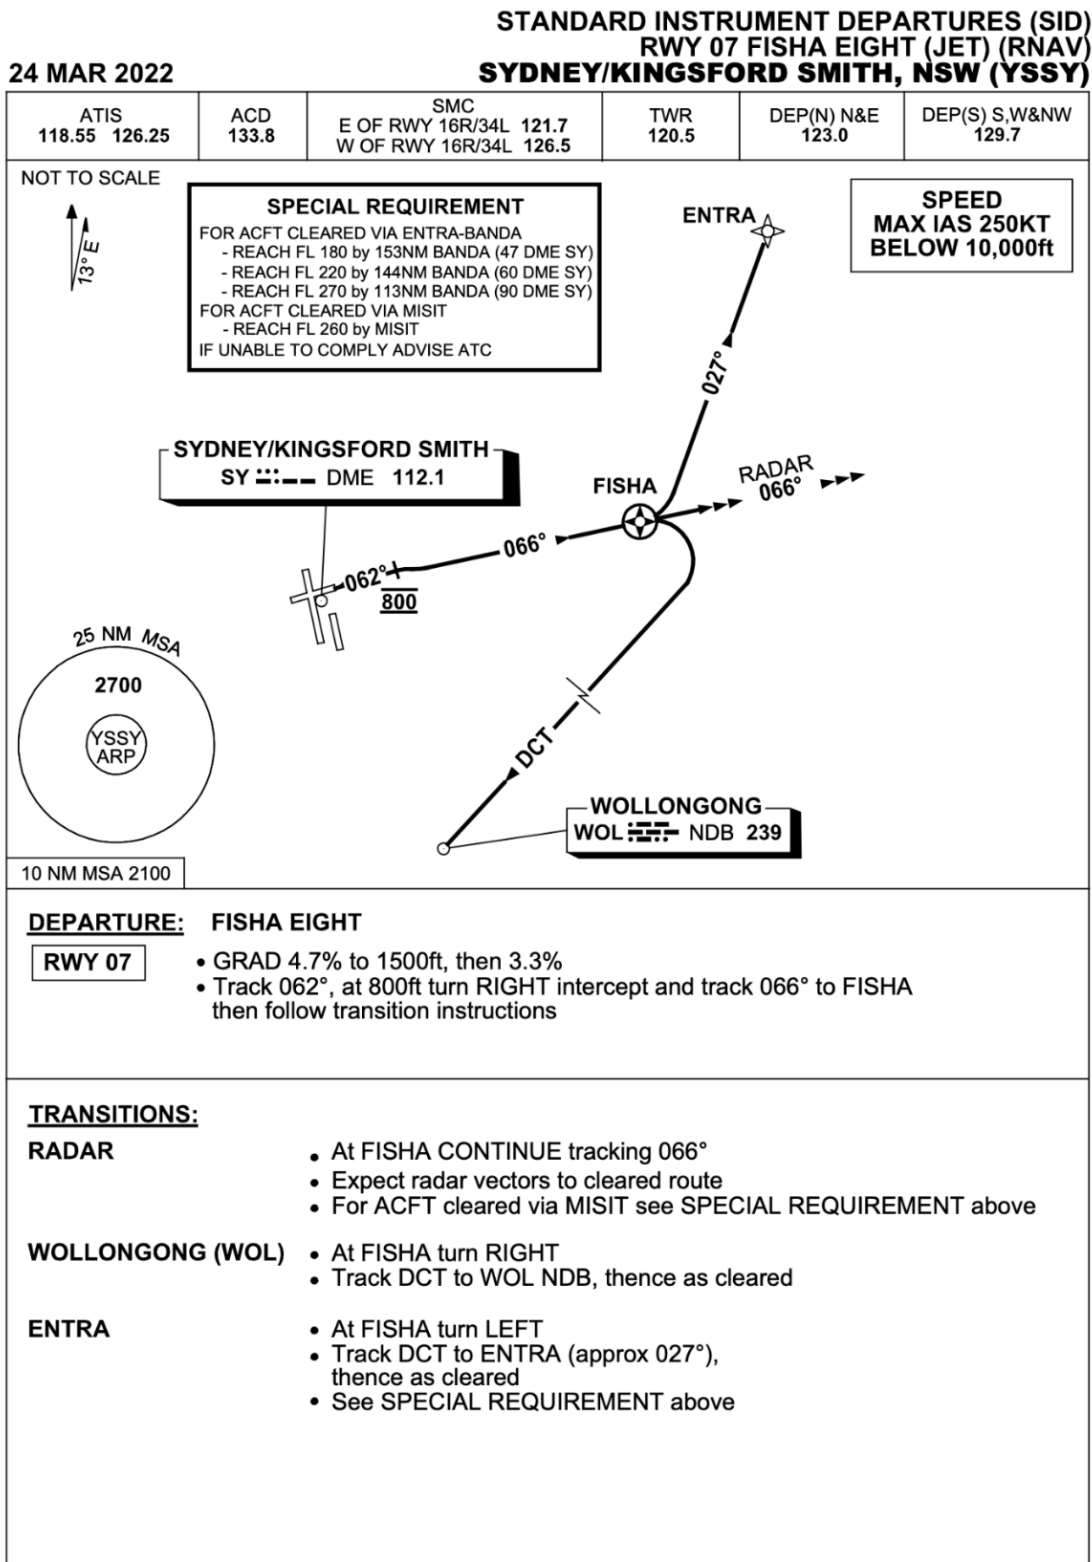 STANDARD INSTRUMENT DEPARTURES (SID)
RWY 07 FISHA EIGHT (JET) (RNAV)
24 MAR 2022
SYDNEY/KINGSFORD SMITH, NSW (YSSY)
ATIS
118.55 126.25
ACD
133.8
SMC
E OF RWY 16R/34L 121.7
W OF RWY 16R/34L 126.5
TWR
120.5
DEP(N) N&E
123.0
DEP(S) S,W&NW
129.7
NOT TO SCALE
13° E
SPECIAL REQUIREMENT
FOR ACFT CLEARED VIA ENTRA-BANDA
- REACH FL 180 by 153NM BANDA (47 DME SY)
- REACH FL 220 by 144NM BANDA (60 DME SY)
- REACH FL 270 by 113NM BANDA (90 DME SY)
FOR ACFT CLEARED VIA MISIT
- REACH FL 260 by MISIT
IF UNABLE TO COMPLY ADVISE ATC
ENTRA
SPEED
MAX IAS 250KT
BELOW 10,000ft
027°
SYDNEY/KINGSFORD SMITH
SY DME 112.1
FISHA
RADAR
066°
066°
062°
800
25 NM MSA
2700
YSSY
ARP
DCT
WOLLONGONG
WOL NDB 239
10 NM MSA 2100
DEPARTURE: FISHA EIGHT
RWY 07
• GRAD 4.7% to 1500ft, then 3.3%
• Track 062°, at 800ft turn RIGHT intercept and track 066° to FISHA
then follow transition instructions
TRANSITIONS:
RADAR
• At FISHA CONTINUE tracking 066°
• Expect radar vectors to cleared route
• For ACFT cleared via MISIT see SPECIAL REQUIREMENT above
WOLLONGONG (WOL)
• At FISHA turn RIGHT
• Track DCT to WOL NDB, thence as cleared
ENTRA
• At FISHA turn LEFT
• Track DCT to ENTRA (approx 027°),
thence as cleared
• See SPECIAL REQUIREMENT above